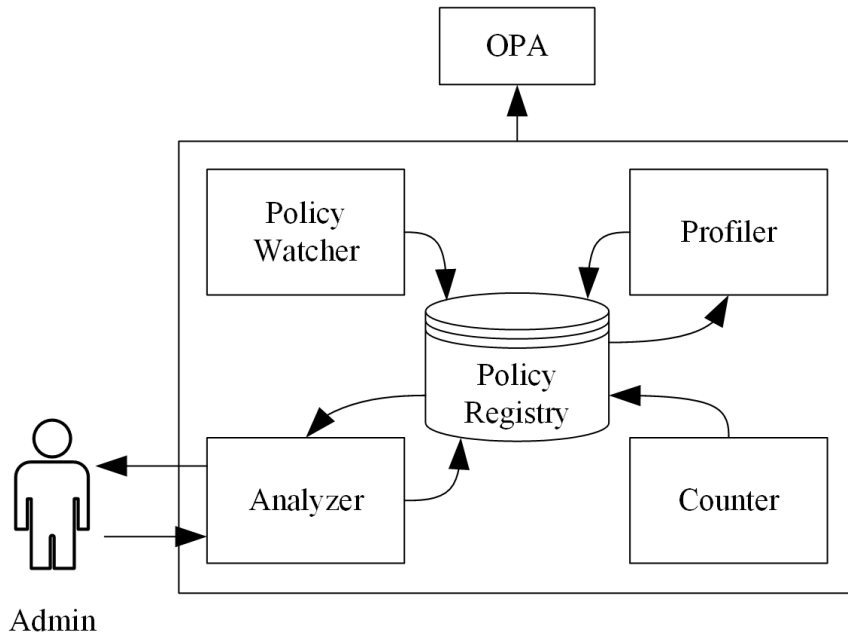 OPA
Policy
Watcher
Profiler
Policy
Registry
Analyzer
Counter
Admin